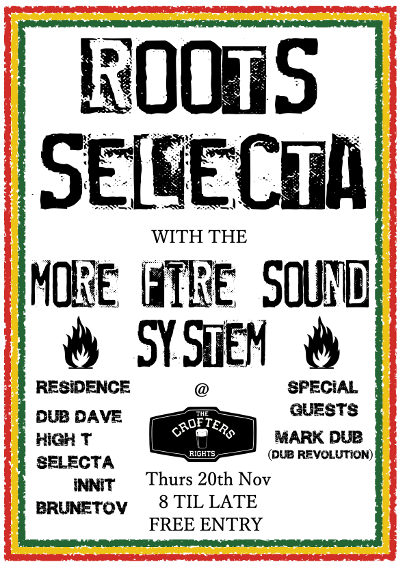 ROOTS
SELECTA
WITH THE
MORE FIRE SOUND
SYSTEM
RESIDENCE
DUB DAVE
HIGH T
SELECTA
INNIT
BRUNETOV
@
THE
CROFTERS
RIGHTS
Thurs 20th Nov
8 TIL LATE
FREE ENTRY
SPECIAL
GUESTS
MARK DUB
(DUB REVOLUTION)